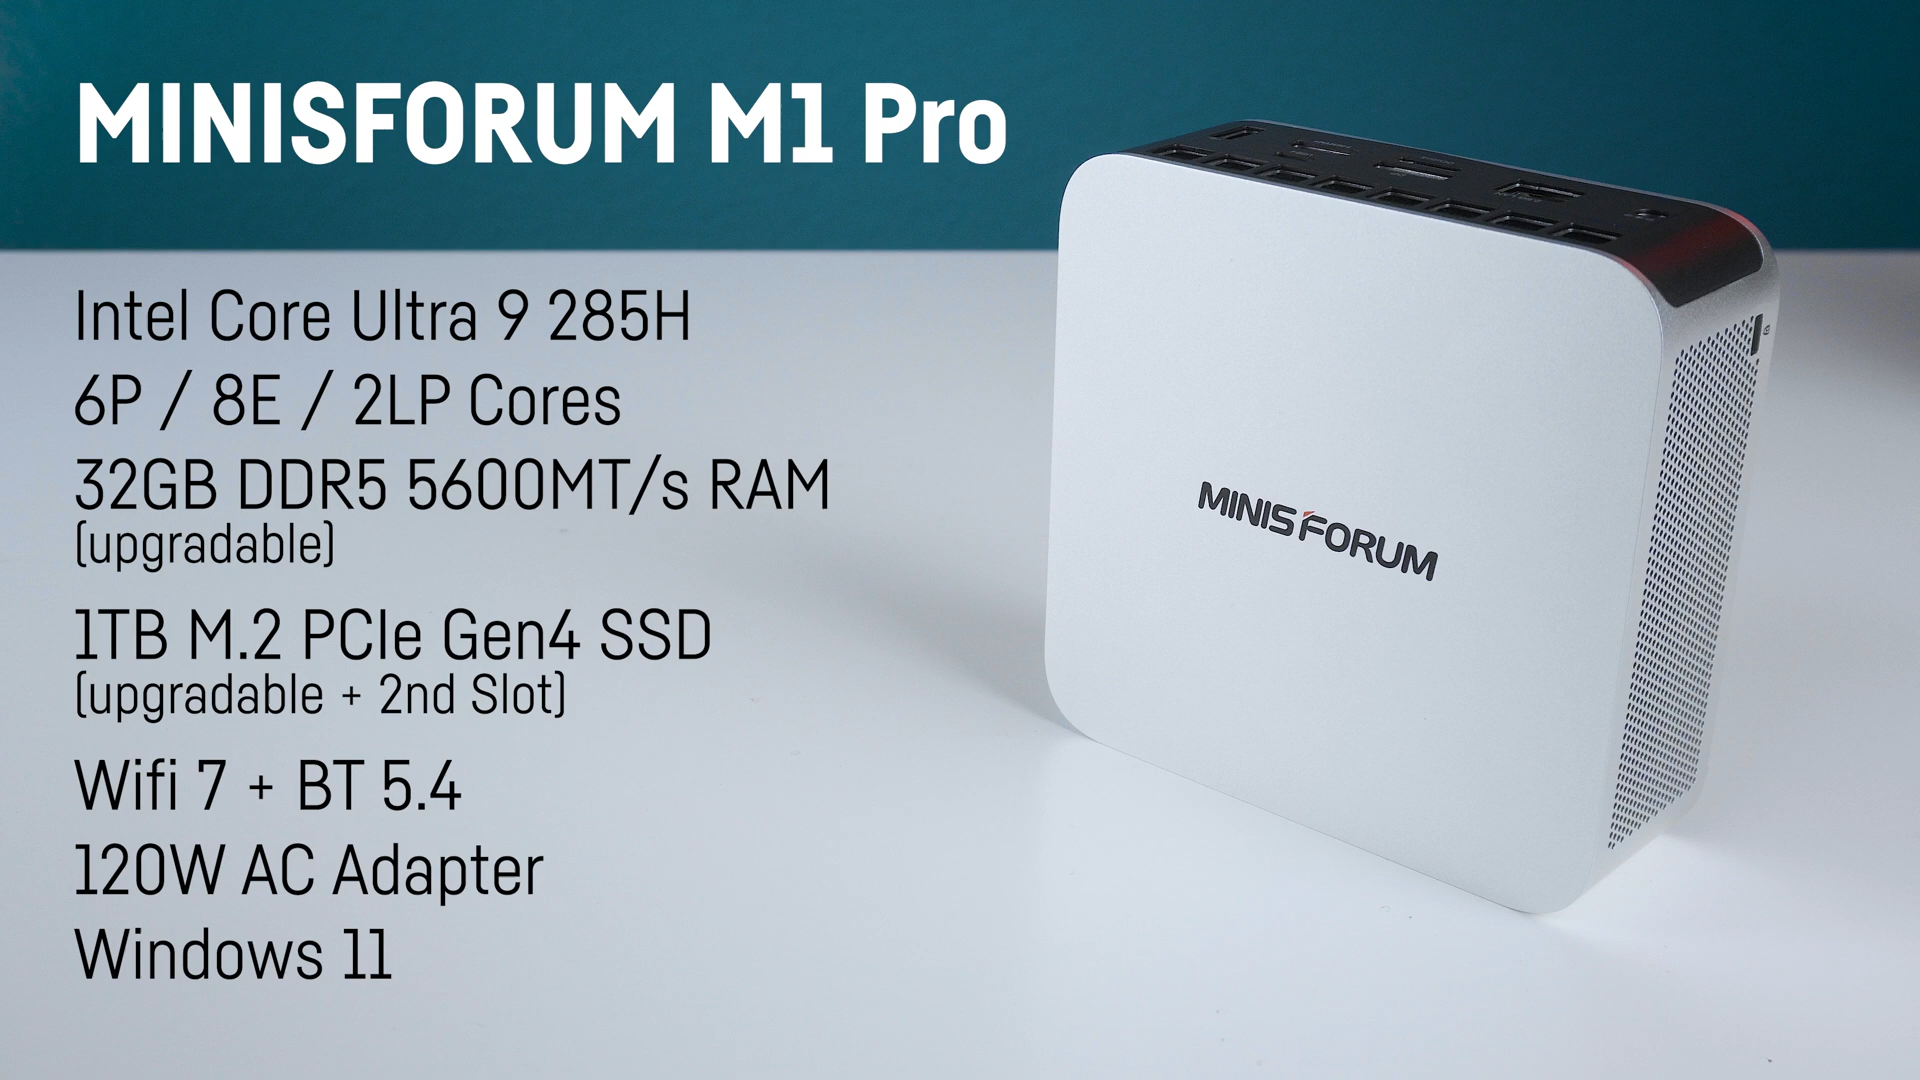 MINISFORUM M1 Pro
Intel Core Ultra 9 285H
6P / 8E / 2LP Cores
32GB DDR5 5600MT/s RAM
(upgradable)
1TB M.2 PCIe Gen4 SSD
(upgradable + 2nd Slot)
Wifi 7 + BT 5.4
120W AC Adapter
Windows 11
MINISFORUM